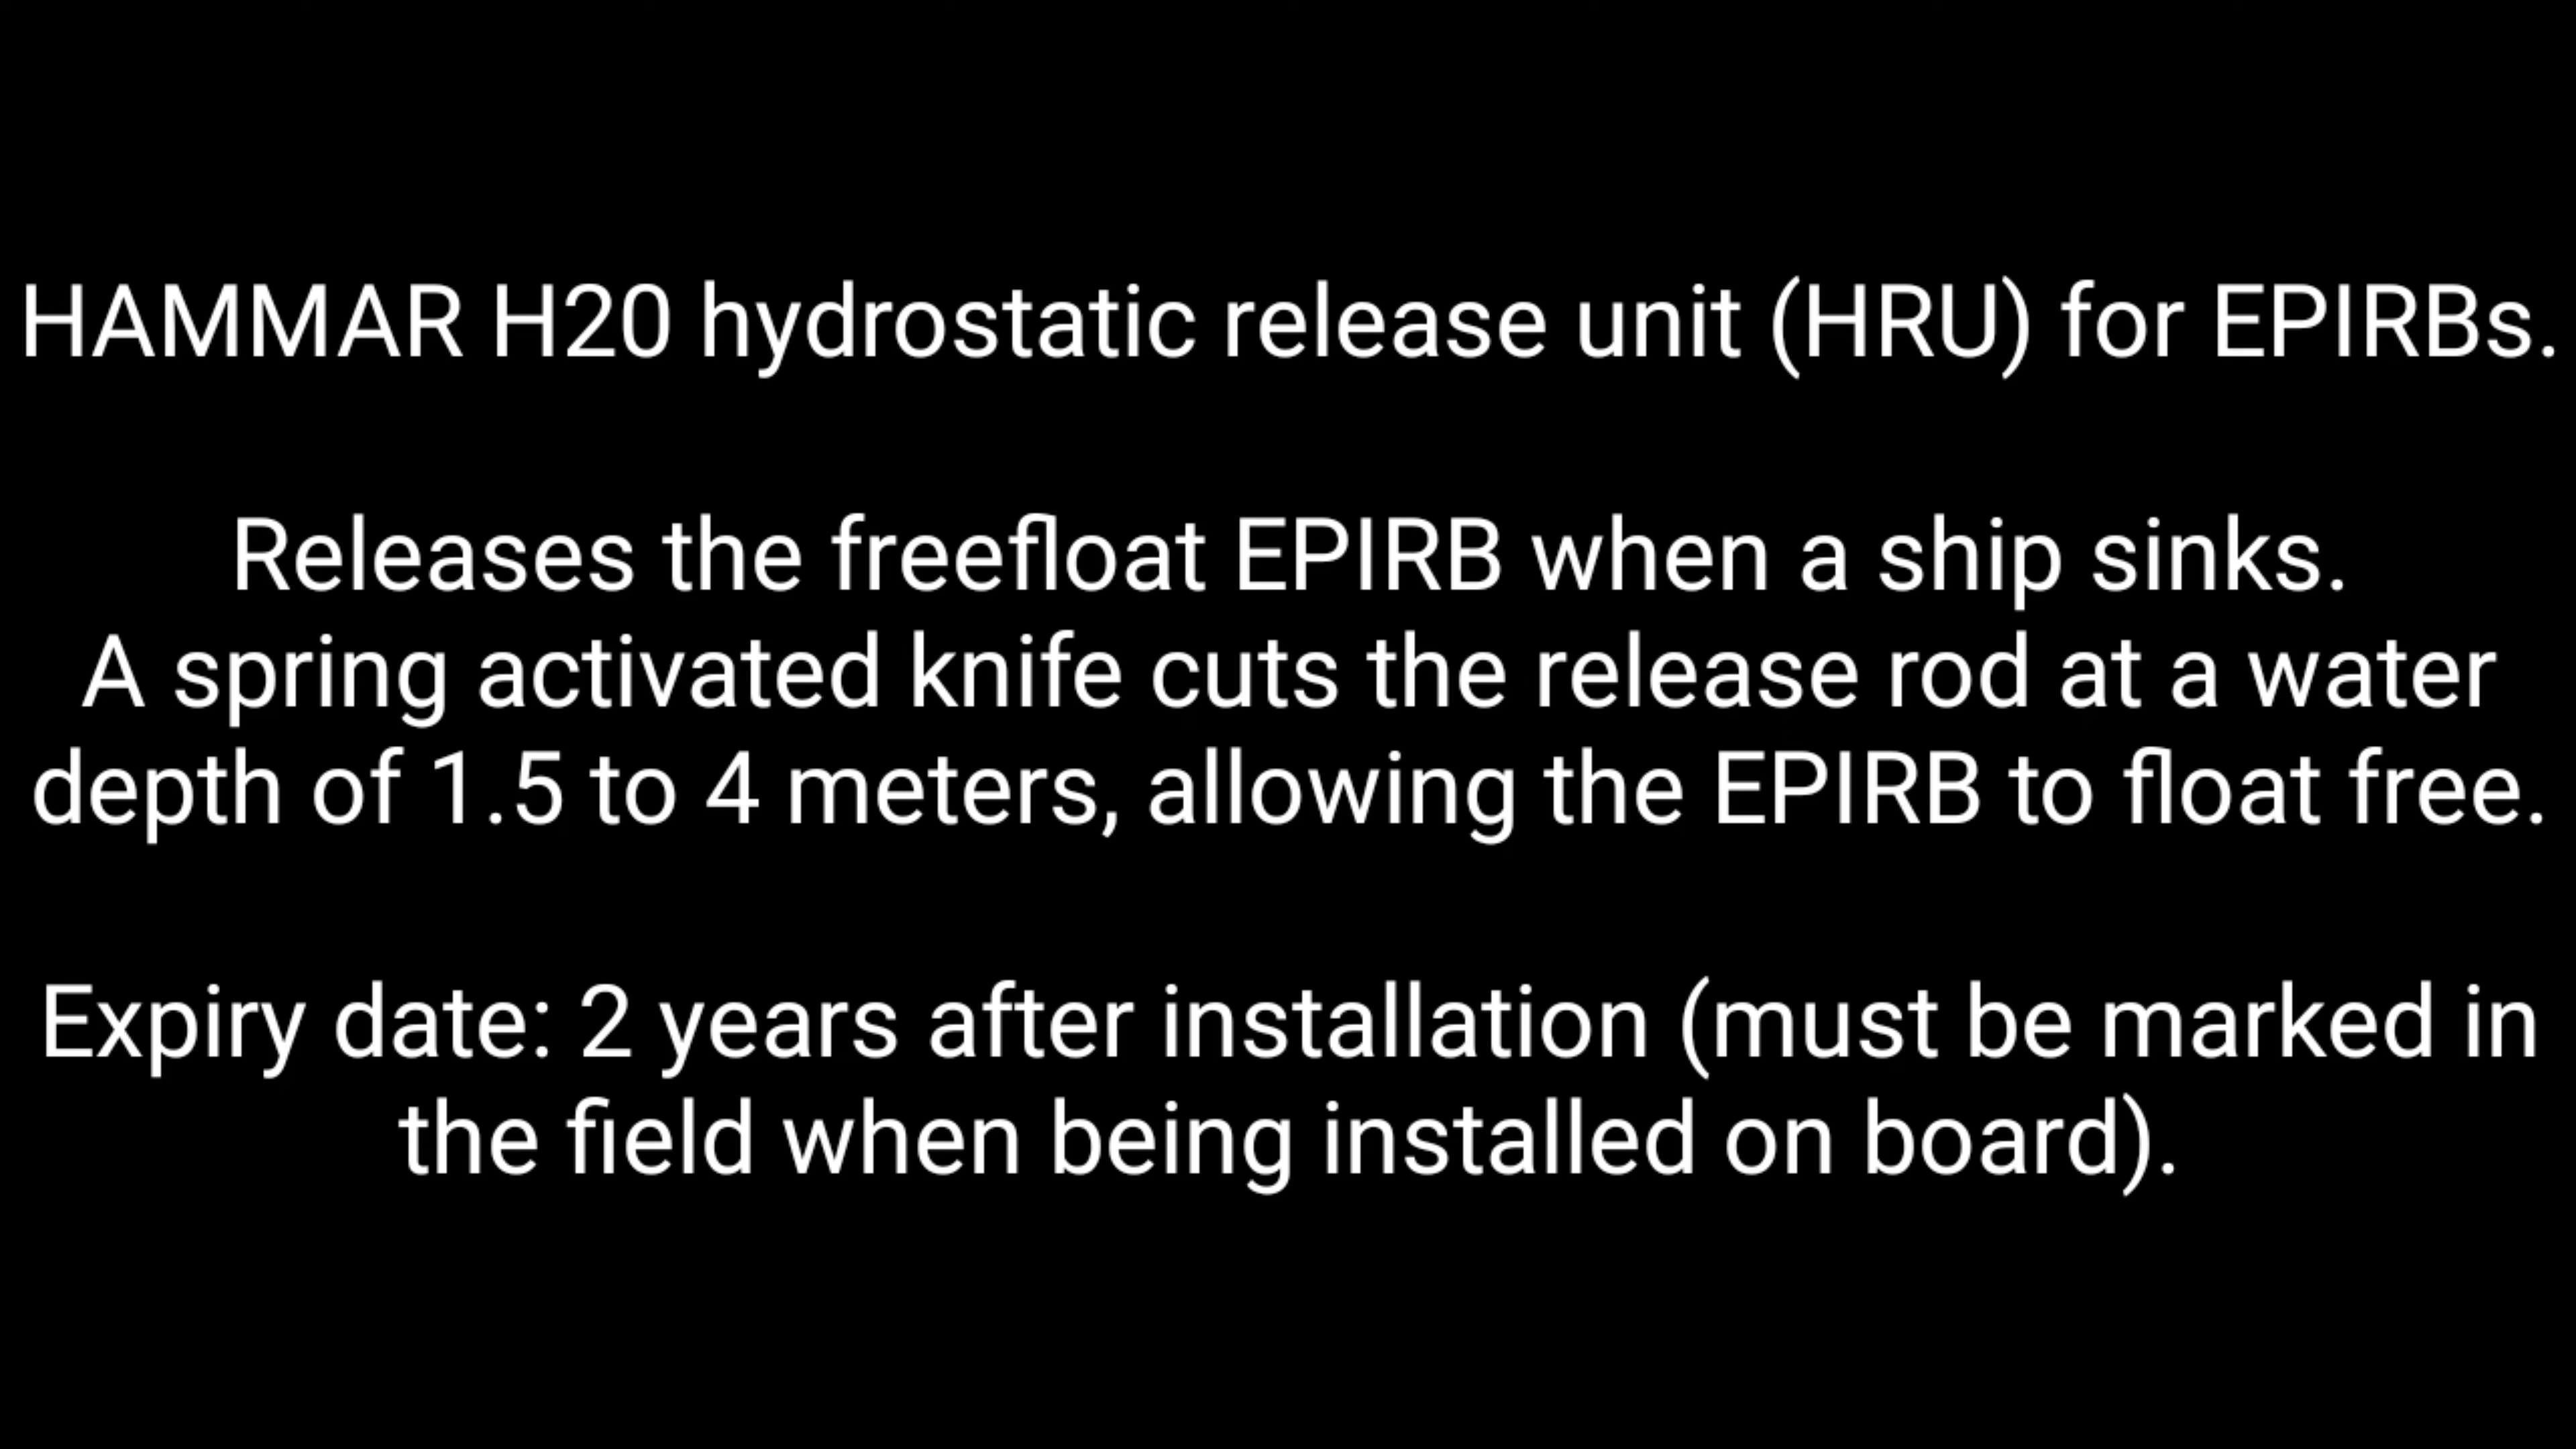 HAMMAR H20 hydrostatic release unit (HRU) for EPIRBs.
Releases the freefloat EPIRB when a ship sinks.
A spring activated knife cuts the release rod at a water
depth of 1.5 to 4 meters, allowing the EPIRB to float free.
Expiry date: 2 years after installation (must be marked in
the field when being installed on board).